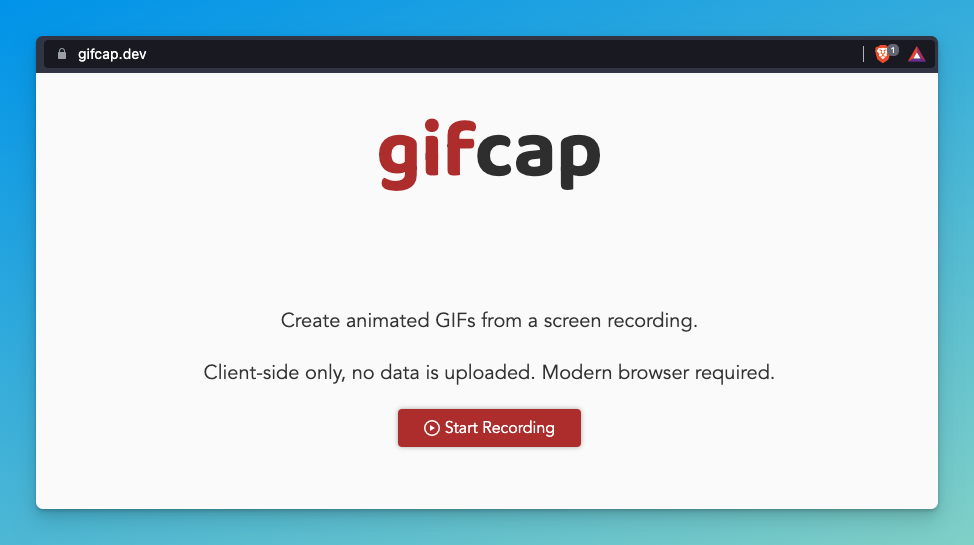 gifcap.dev
1
gifcap
Create animated GIFs from a screen recording.
Client-side only, no data is uploaded. Modern browser required.
Start Recording